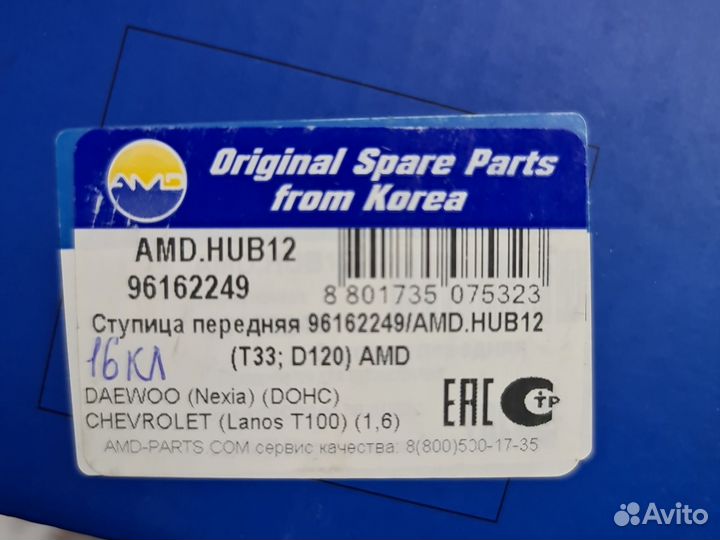 AMD
Original Spare Parts
from Korea
AMD.HUB12
96162249
8 801735 075323
Ступица передняя 96162249/AMD.HUB12
(T33; D120) AMD
16кл
DAEWOO (Nexia) (DOHC)
CHEVROLET (Lanos T100) (1,6)
EAC
СТР
AMD-PARTS.COM сервис качества: 8(800)500-17-35
Avito